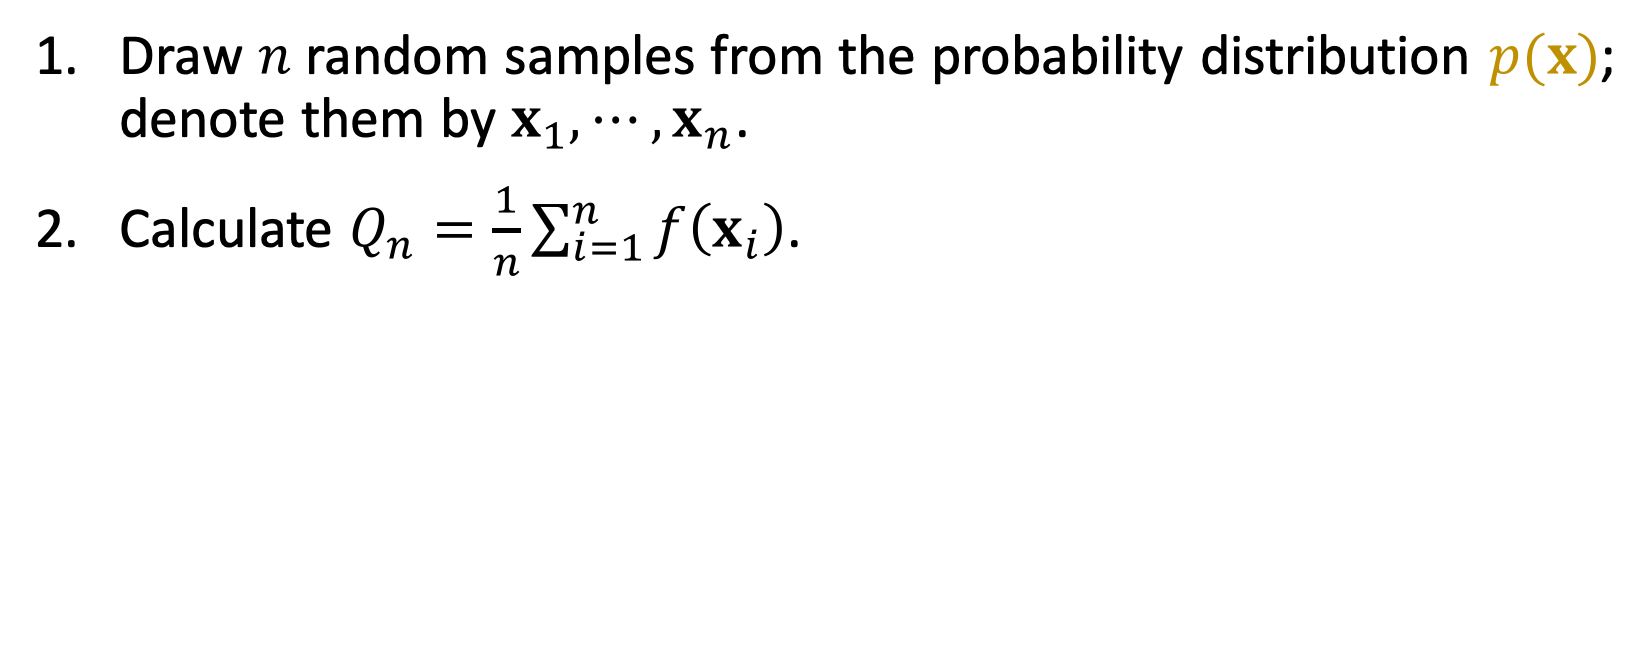 1. Draw n random samples from the probability distribution p(𝐱);
denote them by 𝐱₁, ⋯ , 𝐱ₙ.
2. Calculate Qₙ = 1/n ∑ⁿᵢ₌₁ f(𝐱ᵢ).